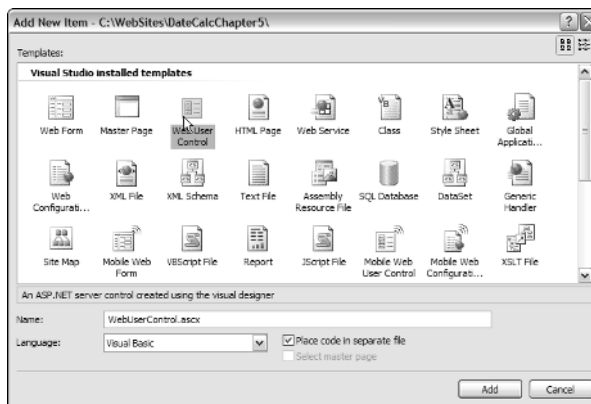 Add New Item - C:\WebSites\DateCalcChapter5\
Templates:
Visual Studio installed templates
Web Form
Master Page
Web User Control
HTML Page
Web Service
Class
Style Sheet
Global Applicati...
Web Configurati...
XML File
XML Schema
Text File
Assembly Resource File
SQL Database
DataSet
Generic Handler
Site Map
Mobile Web Form
VBScript File
Report
JScript File
Mobile Web User Control
Mobile Web Configurati...
XSLT File
An ASP.NET server control created using the visual designer
Name:
WebUserControl.ascx
Language:
Visual Basic
Place code in separate file
Select master page
Add
Cancel